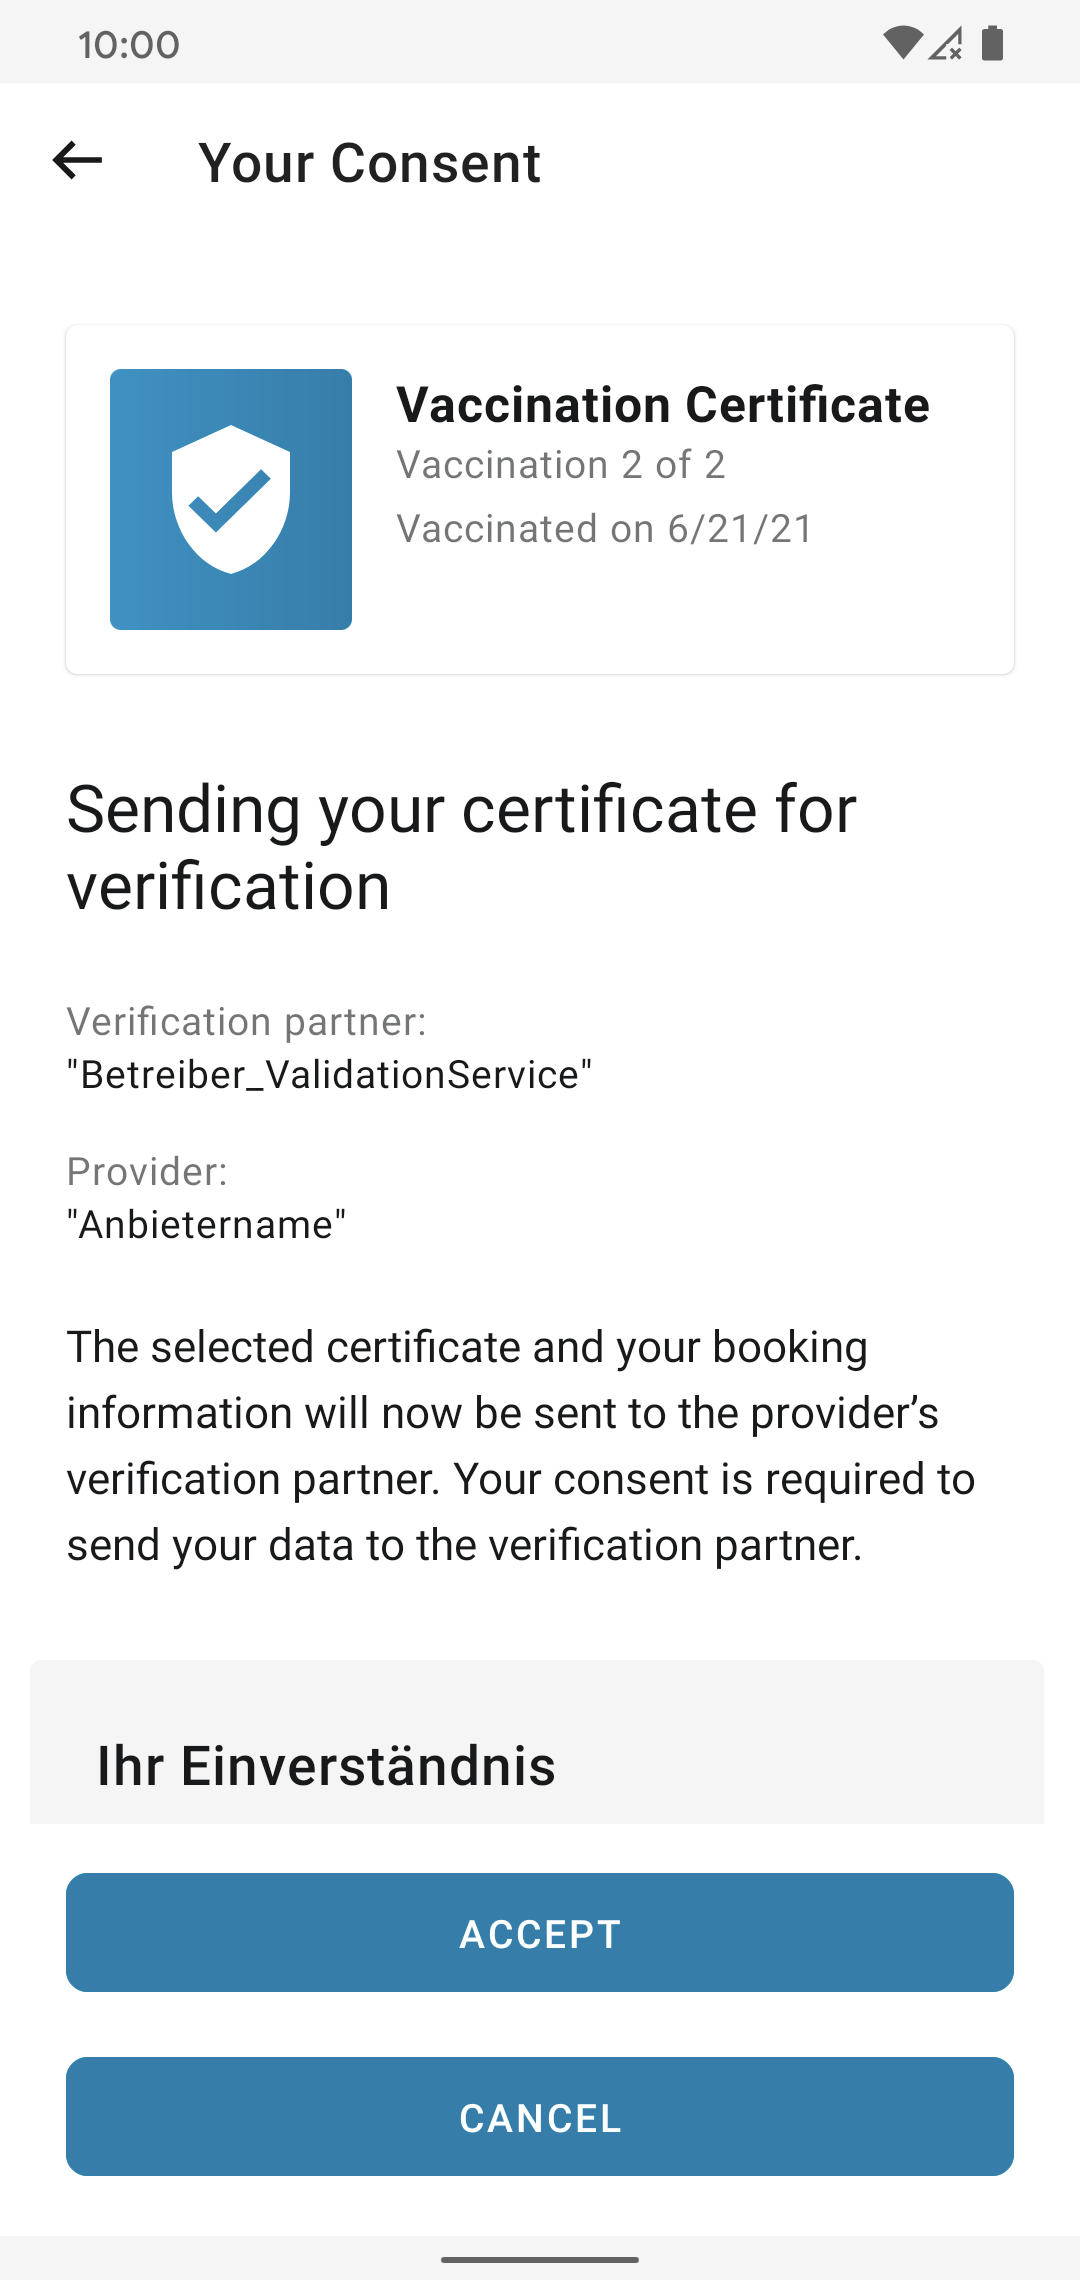 10:00
Your Consent
Vaccination Certificate
Vaccination 2 of 2
Vaccinated on 6/21/21
Sending your certificate for
verification
Verification partner:
"Betreiber_ValidationService"
Provider:
"Anbietername"
The selected certificate and your booking
information will now be sent to the provider’s
verification partner. Your consent is required to
send your data to the verification partner.
Ihr Einverständnis
ACCEPT
CANCEL